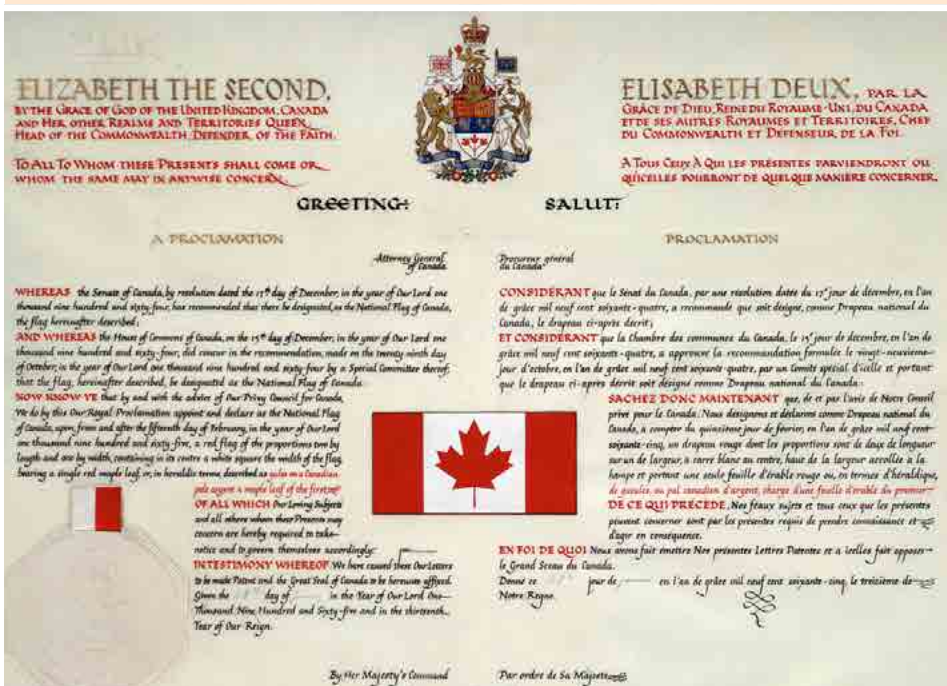 ELIZABETH THE SECOND,
BY THE GRACE OF GOD OF THE UNITED KINGDOM, CANADA
AND HER OTHER REALMS AND TERRITORIES QUEEN,
HEAD OF THE COMMONWEALTH, DEFENDER OF THE FAITH.
TO ALL TO WHOM THESE PRESENTS SHALL COME OR
WHOM THE SAME MAY IN ANYWISE CONCERN,
GREETING:
A PROCLAMATION
Attorney General
of Canada
WHEREAS the Senate of Canada, by resolution dated the 17th day of December, in the year of Our Lord one
thousand nine hundred and sixty-four, has recommended that there be designated, as the National Flag of Canada,
the flag hereinafter described;
AND WHEREAS the House of Commons of Canada, on the 15th day of December, in the year of Our Lord one
thousand nine hundred and sixty-four, did concur in the recommendation, made on the twenty-ninth day
of October, in the year of Our Lord one thousand nine hundred and sixty-four by a Special Committee thereof,
that the flag, hereinafter described, be designated as the National Flag of Canada.
NOW KNOW YE that by and with the advice of Our Privy Council for Canada,
We do by this Our Royal Proclamation appoint and declare as the National Flag
of Canada, upon, from and after the fifteenth day of February, in the year of Our Lord
one thousand nine hundred and sixty-five, a red flag of the proportions two by
length and one by width, containing in its centre a white square the width of the flag,
bearing a single red maple leaf, or, in heraldic terms, described as gules on a Canadian
pale argent a maple leaf of the first.
OF ALL WHICH Our Loving Subjects
and all others whom these Presents may
concern are hereby required to take
notice and to govern themselves accordingly.
IN TESTIMONY WHEREOF We have caused these Our Letters
to be made Patent and the Great Seal of Canada to be hereunto affixed.
Given the day of in the Year of Our Lord One
Thousand Nine Hundred and Sixty-five and in the thirteenth
Year of Our Reign.
By Her Majesty's Command
ELISABETH DEUX, PAR LA
GRÂCE DE DIEU, REINE DU ROYAUME-UNI, DU CANADA
ET DE SES AUTRES ROYAUMES ET TERRITOIRES, CHEF
DU COMMONWEALTH ET DÉFENSEUR DE LA FOI.
A TOUS CEUX À QUI LES PRÉSENTES PARVIENDRONT OU
QU'ICELLES POURRONT DE QUELQUE MANIÈRE CONCERNER,
SALUT:
PROCLAMATION
Procureur général
du Canada
CONSIDÉRANT que le Sénat du Canada, par une résolution datée du 17e jour de décembre, en l'an
de grâce mil neuf cent soixante-quatre, a recommandé que soit désigné, comme Drapeau national du
Canada, le drapeau ci-après décrit;
ET CONSIDÉRANT que la Chambre des communes du Canada, le 15e jour de décembre, en l'an de
grâce mil neuf cent soixante-quatre, a approuvé la recommandation formulée le vingt-neuvième
jour d'octobre, en l'an de grâce mil neuf cent soixante-quatre, par un Comité spécial d'icelle et portant
que le drapeau ci-après décrit soit désigné comme Drapeau national du Canada:
SACHEZ DONC MAINTENANT que, de et par l'avis de Notre Conseil
privé pour le Canada, Nous désignons et déclarons comme Drapeau national du
Canada, à compter du quinzième jour de février, en l'an de grâce mil neuf cent
soixante-cinq, un drapeau rouge dont les proportions sont de deux de longueur
sur un de largeur, à carré blanc au centre, haut de la largeur accolée à la
hampe et portant une seule feuille d'érable rouge ou, en termes d'héraldique,
de gueules, au pal canadien d'argent, chargé d'une feuille d'érable du premier
DE CE QUI PRÉCÈDE, Nos féaux sujets et tous ceux que les présentes
peuvent concerner sont par les présentes requis de prendre connaissance et
d'agir en conséquence.
EN FOI DE QUOI Nous avons fait émettre Nos présentes Lettres Patentes et à icelles fait apposer
le Grand Sceau du Canada.
Donné ce jour de en l'an de grâce mil neuf cent soixante-cinq, le treizième de
Notre Règne.
Par ordre de Sa Majesté